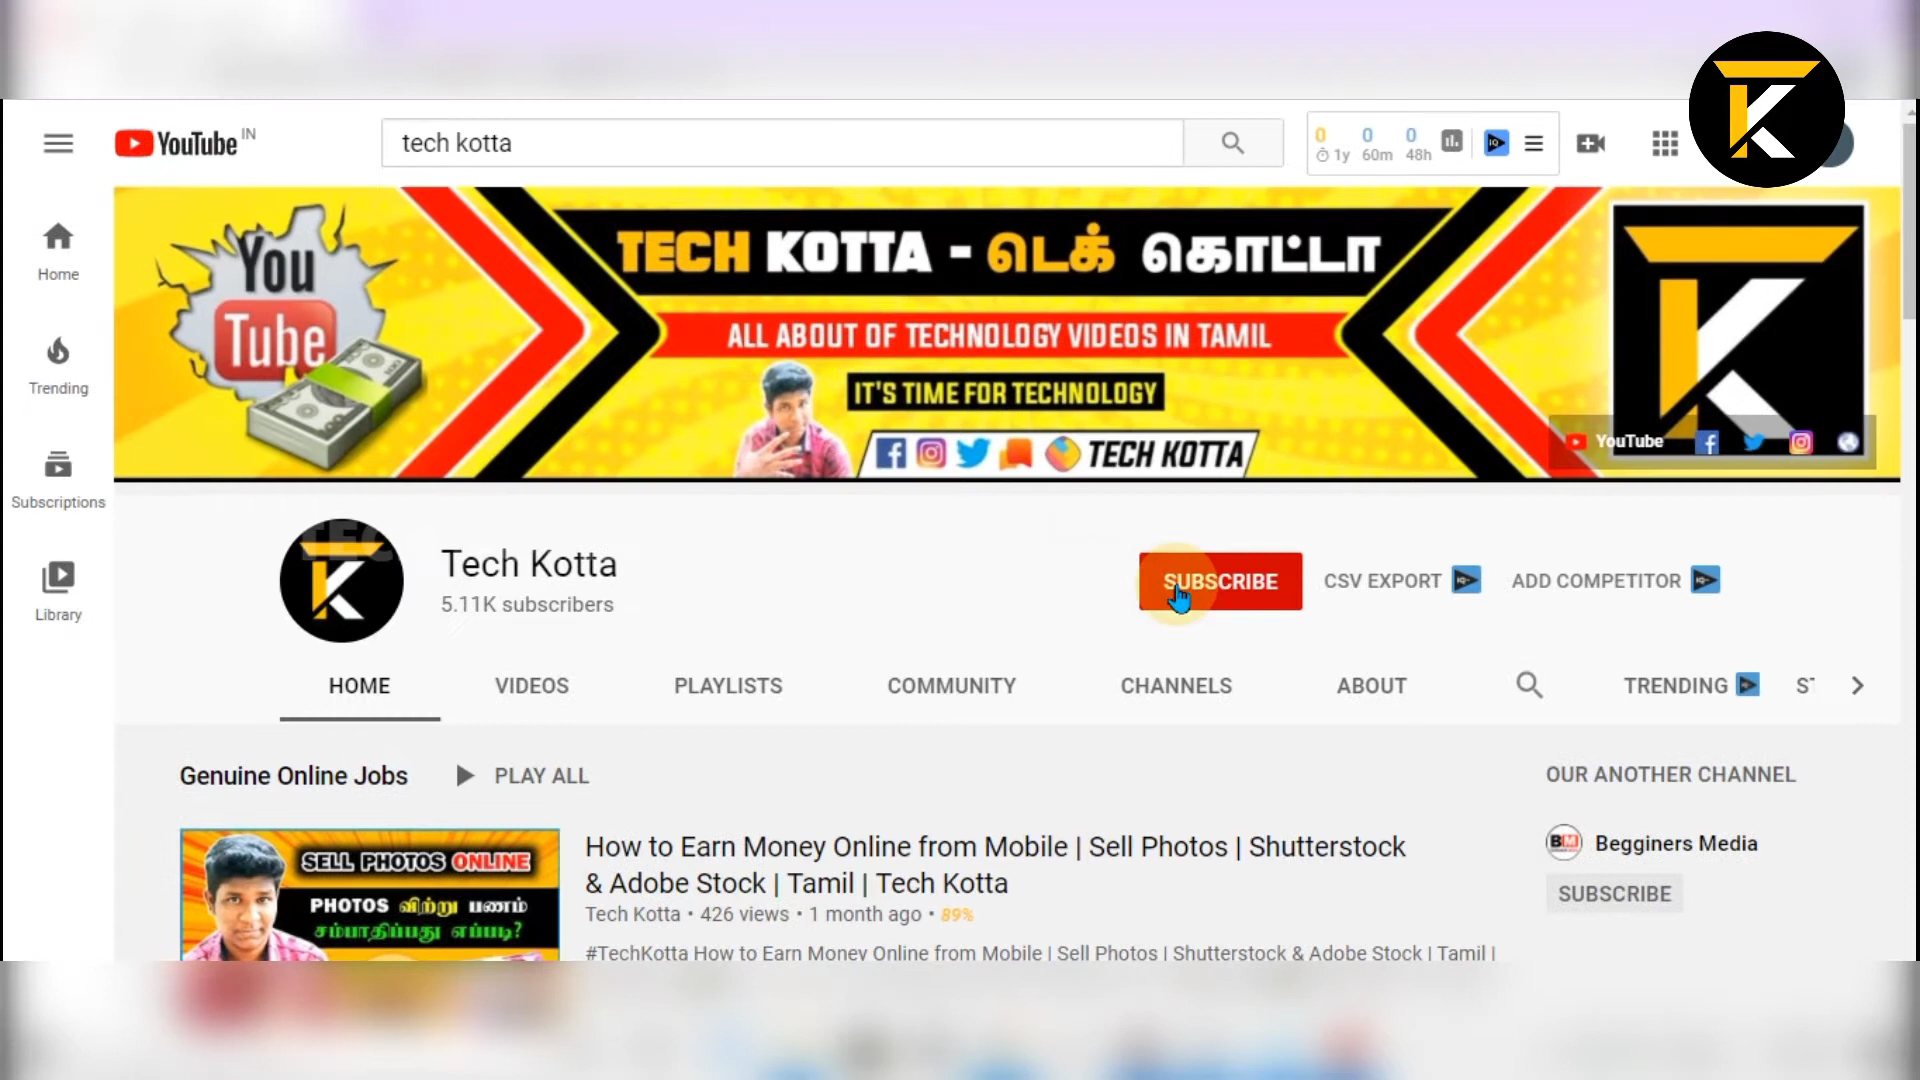 YouTube IN
tech kotta
0 0 0
1y 60m 48h
Home
Trending
Subscriptions
Library
You
Tube
TECH KOTTA - டெக் கொட்டா
ALL ABOUT OF TECHNOLOGY VIDEOS IN TAMIL
IT'S TIME FOR TECHNOLOGY
TECH KOTTA
YouTube
Tech Kotta
5.11K subscribers
SUBSCRIBE
CSV EXPORT
ADD COMPETITOR
HOME VIDEOS PLAYLISTS COMMUNITY CHANNELS ABOUT TRENDING
Genuine Online Jobs PLAY ALL
SELL PHOTOS ONLINE
PHOTOS விற்று பணம்
சம்பாதிப்பது எப்படி?
How to Earn Money Online from Mobile | Sell Photos | Shutterstock
& Adobe Stock | Tamil | Tech Kotta
Tech Kotta • 426 views • 1 month ago • 89%
#TechKotta How to Earn Money Online from Mobile | Sell Photos | Shutterstock & Adobe Stock | Tamil |
OUR ANOTHER CHANNEL
BM
Begginers Media
SUBSCRIBE